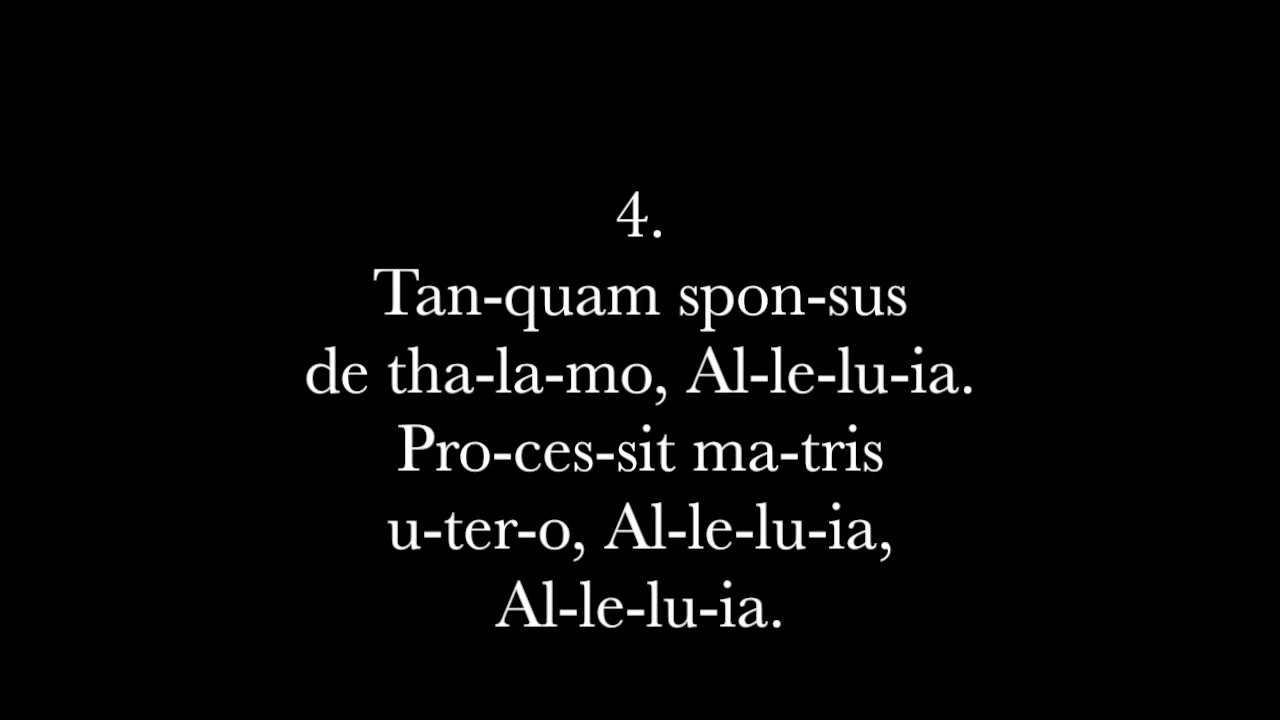 4.
Tan-quam spon-sus
de tha-la-mo, Al-le-lu-ia.
Pro-ces-sit ma-tris
u-ter-o, Al-le-lu-ia,
Al-le-lu-ia.